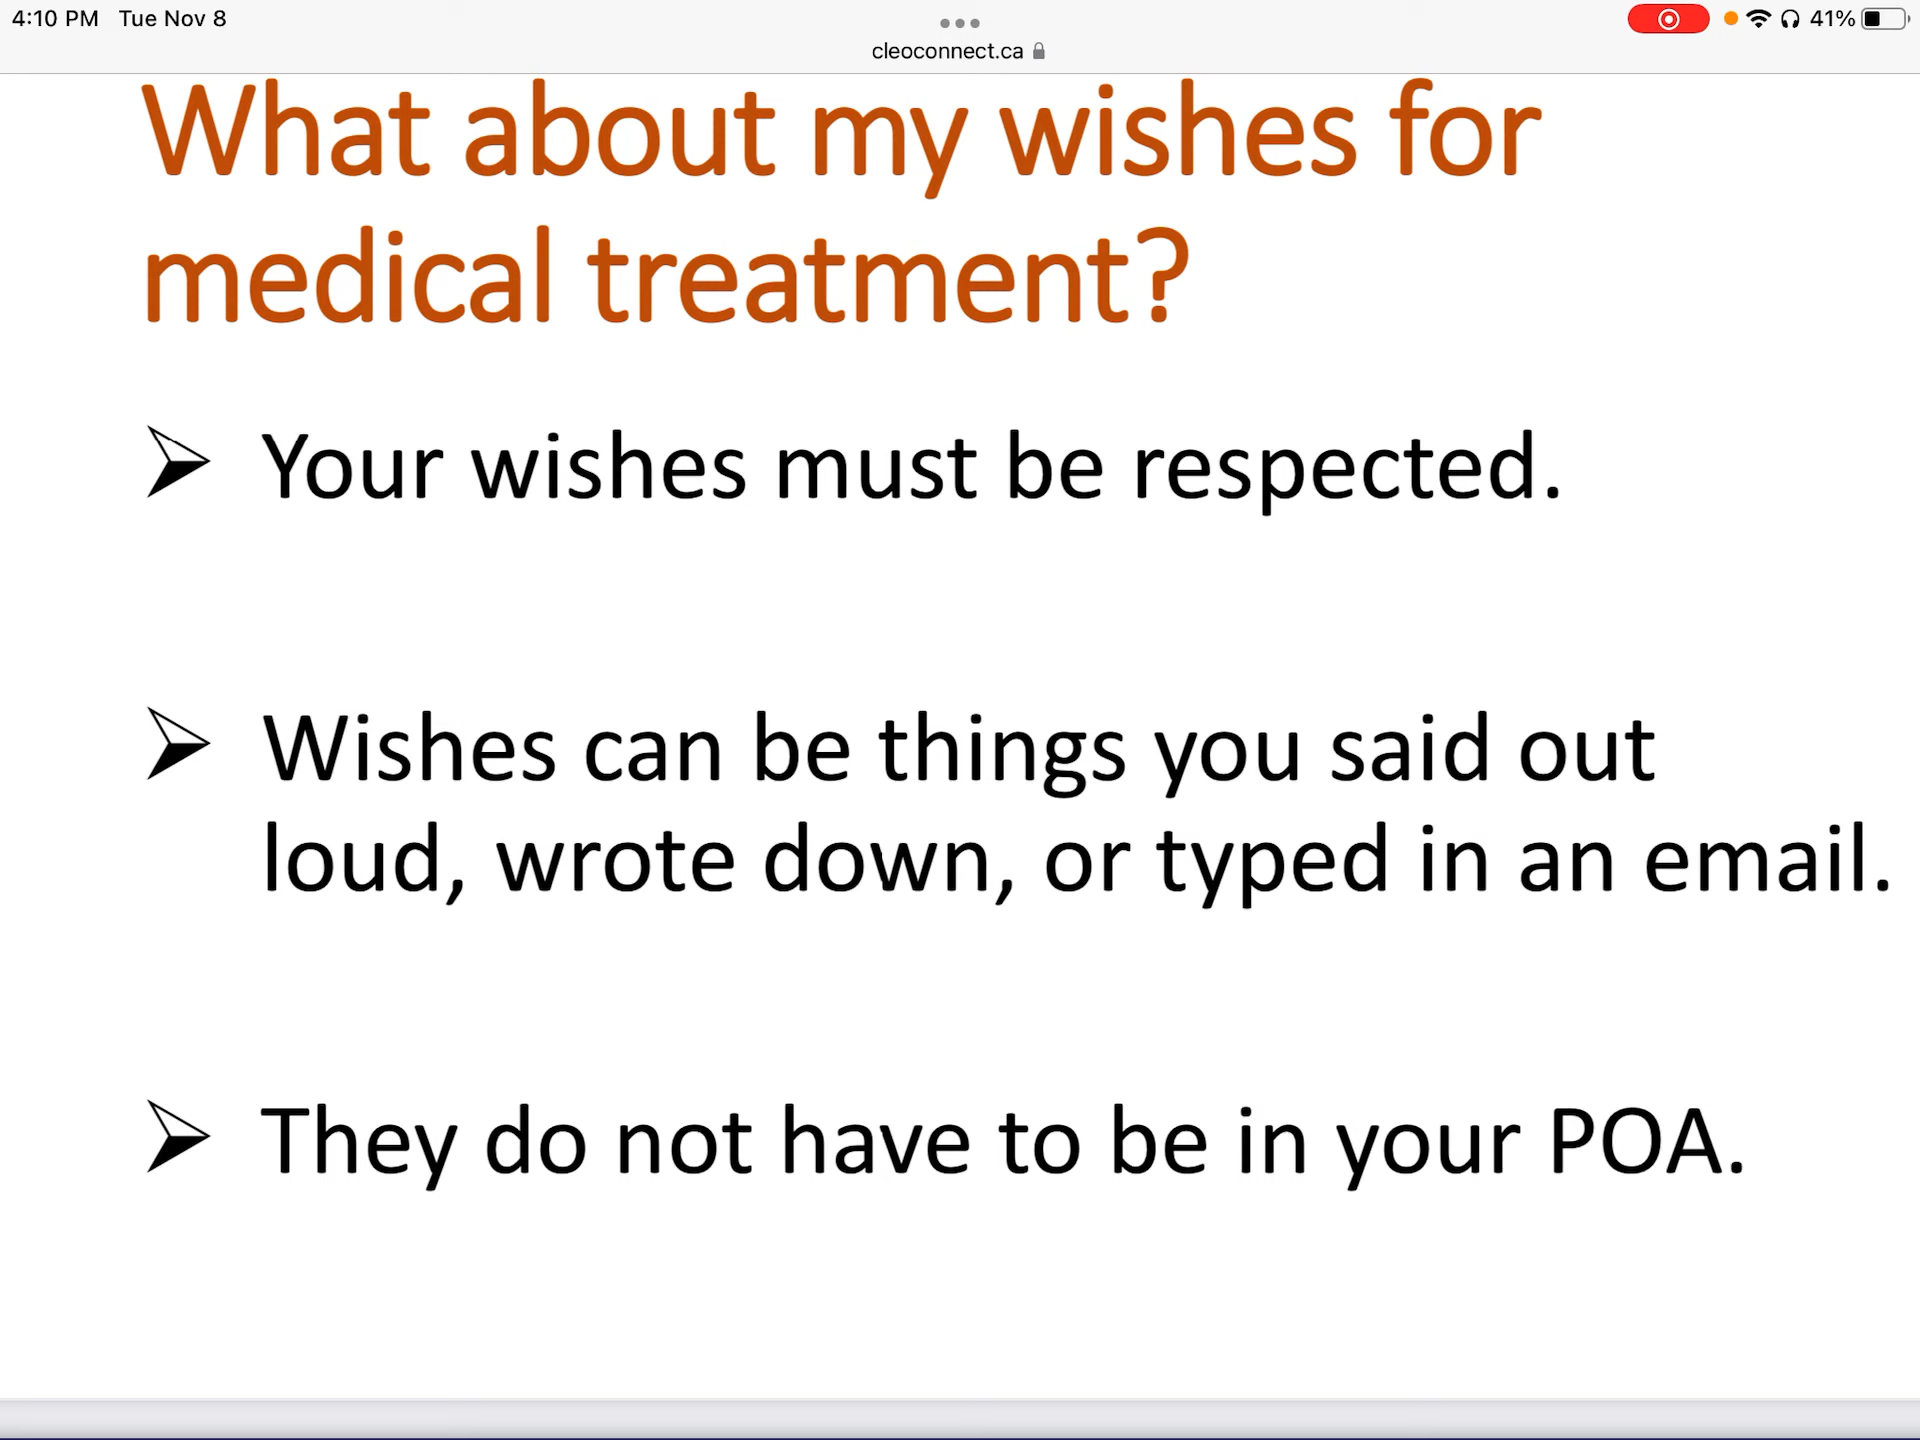 4:10 PM Tue Nov 8
41%
cleoconnect.ca
What about my wishes for
medical treatment?
Your wishes must be respected.
Wishes can be things you said out
loud, wrote down, or typed in an email.
They do not have to be in your POA.